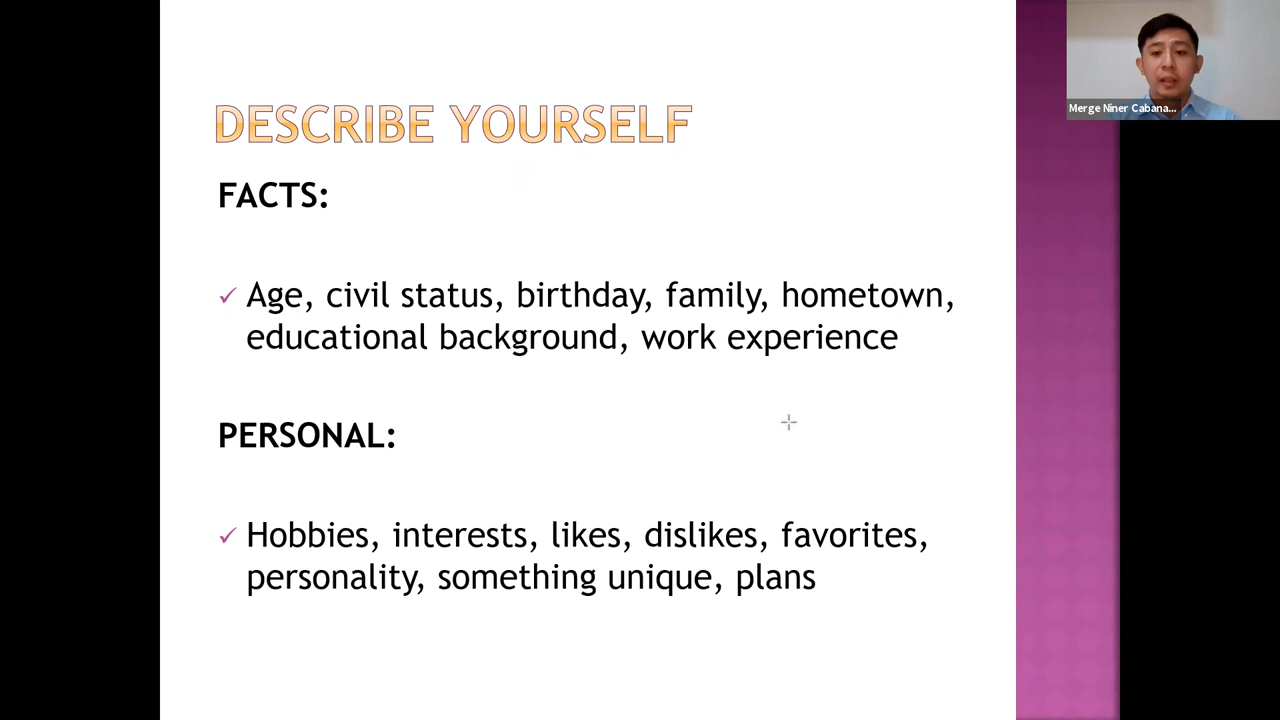 Merge Niner Cabana...
DESCRIBE YOURSELF
FACTS:
✓ Age, civil status, birthday, family, hometown,
educational background, work experience
PERSONAL:
✓ Hobbies, interests, likes, dislikes, favorites,
personality, something unique, plans